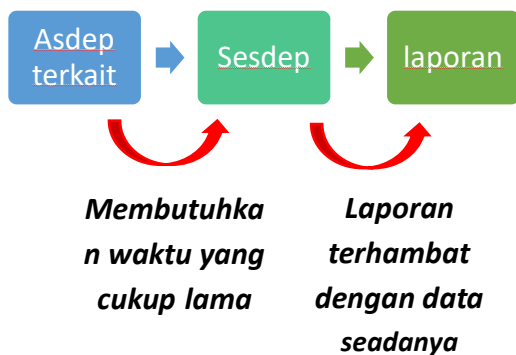 Asdep
terkait
Sesdep
laporan
Membutuhka
n waktu yang
cukup lama
Laporan
terhambat
dengan data
seadanya